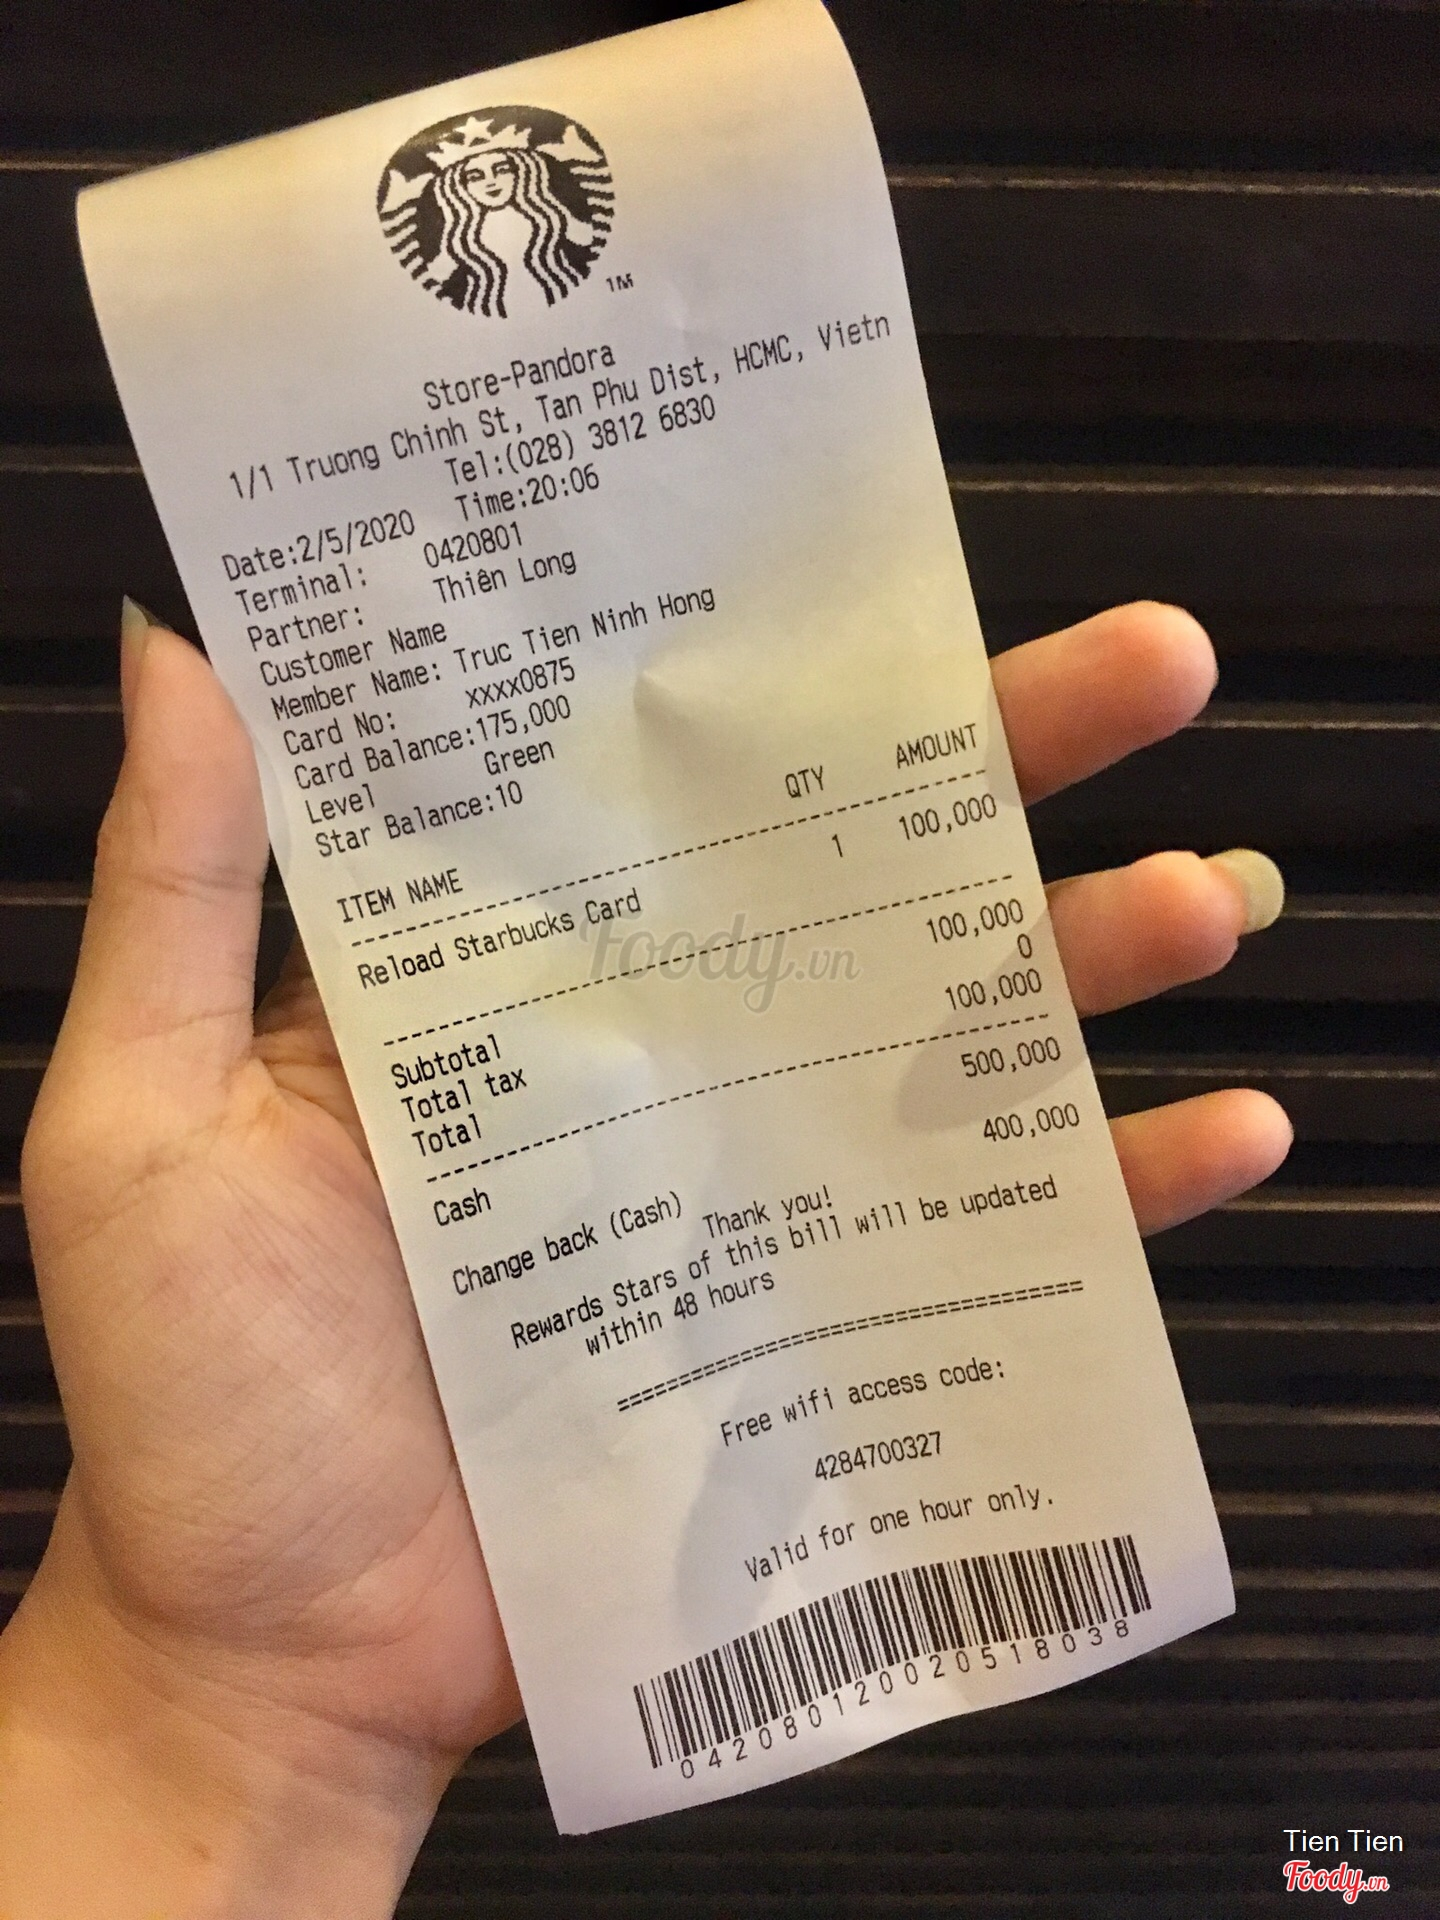 TM
Store-Pandora
1/1 Truong Chinh St, Tan Phu Dist, HCMC, Vietn
Tel:(028) 3812 6830
Date:2/5/2020 Time:20:06
Terminal: 0420801
Partner: Thiên Long
Customer Name
Member Name: Truc Tien Ninh Hong
Card No: xxxx0875
Card Balance:175,000
Level Green
Star Balance:10
ITEM NAME QTY AMOUNT
Reload Starbucks Card 1 100,000
Subtotal 100,000
Total tax 0
Total 100,000
Cash 500,000
Change back (Cash) 400,000
Thank you!
Rewards Stars of this bill will be updated
within 48 hours
Free wifi access code:
4284700327
Valid for one hour only.
04208012002051 8038
Foody.vn
Tien Tien
Foody.vn